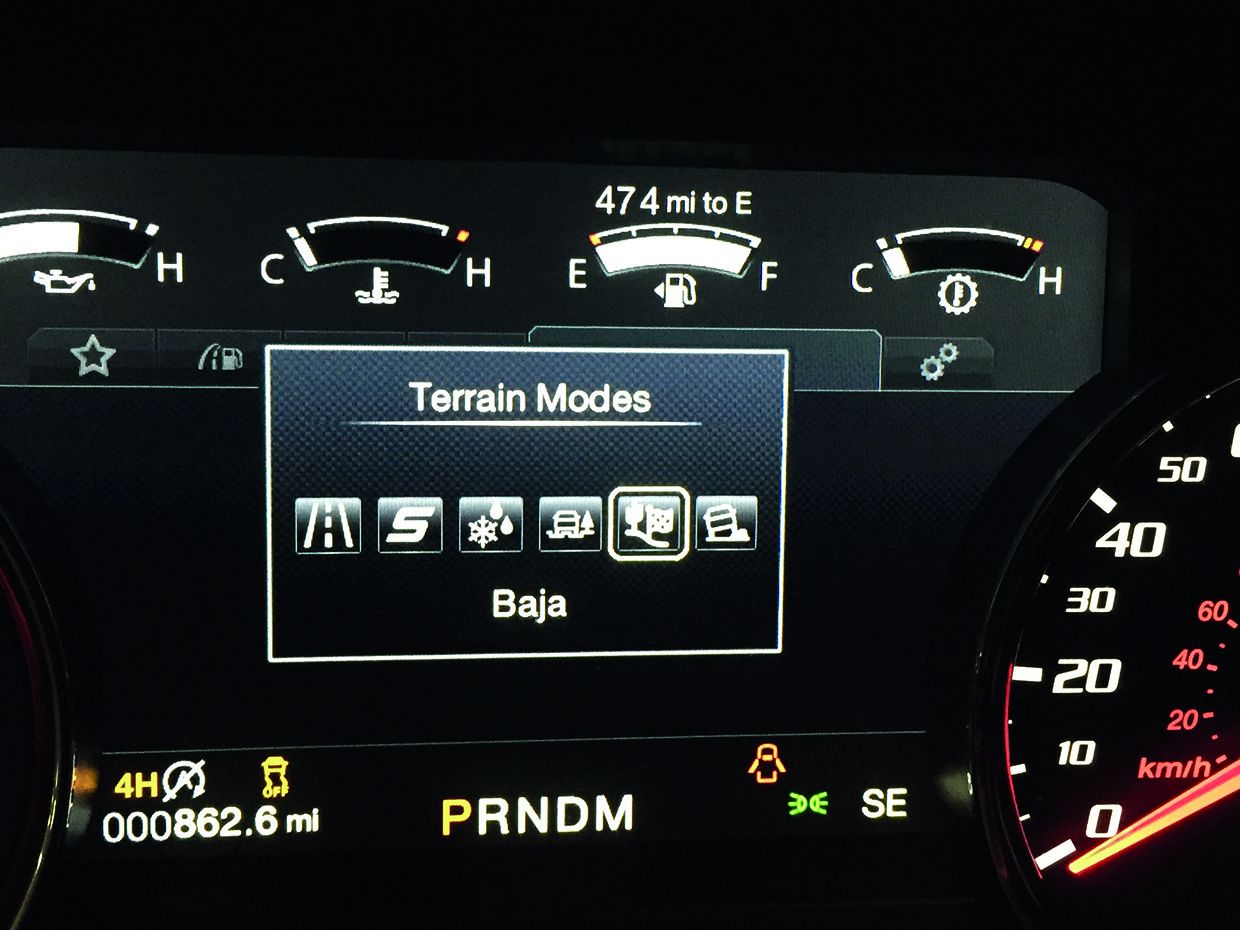 474 mi to E
H
C H
E F
C H
Terrain Modes
S
Baja
50
40
30
20
10
0
60
40
20
km/h
4H A
OFF
000862.6 mi
PRNDM
SE